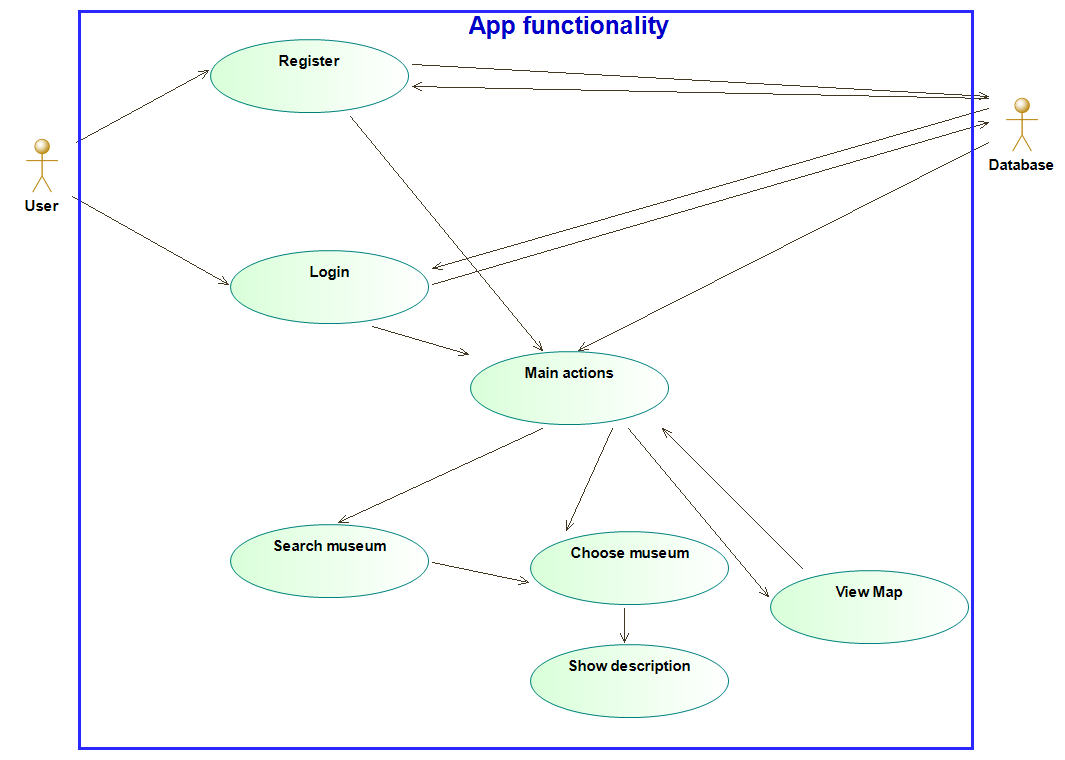 App functionality
Register
Database
User
Login
Main actions
Search museum
Choose museum
View Map
Show description